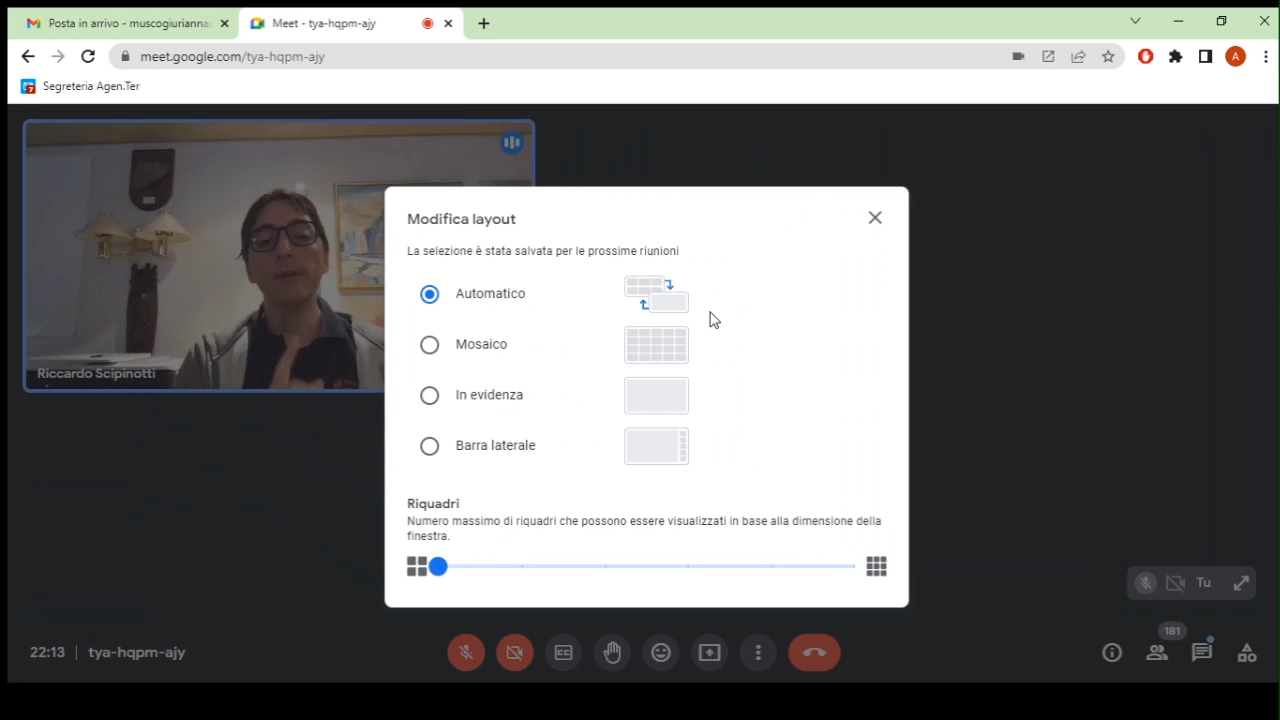 Posta in arrivo - muscogiurianna
Meet - tya-hqpm-ajy
meet.google.com/tya-hqpm-ajy
A
Segreteria Agen.Ter
Modifica layout
La selezione è stata salvata per le prossime riunioni
Automatico
Mosaico
In evidenza
Barra laterale
Riccardo Scipinotti
Riquadri
Numero massimo di riquadri che possono essere visualizzati in base alla dimensione della
finestra.
Tu
22:13 | tya-hqpm-ajy
CC
181